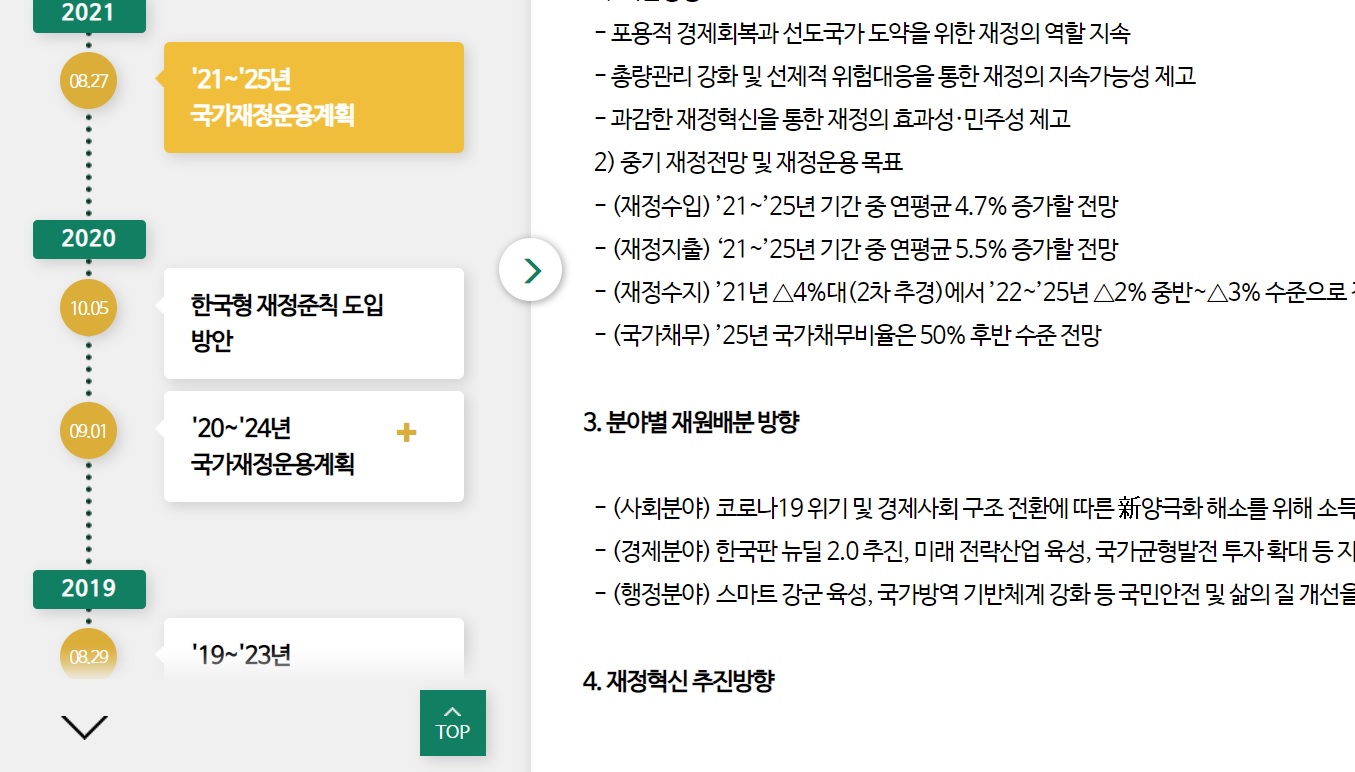 2021
08.27
'21~'25년
국가재정운용계획
2020
10.05
한국형 재정준칙 도입
방안
09.01
'20~'24년
국가재정운용계획
2019
08.29
'19~'23년
TOP
- 포용적 경제회복과 선도국가 도약을 위한 재정의 역할 지속
- 총량관리 강화 및 선제적 위험대응을 통한 재정의 지속가능성 제고
- 과감한 재정혁신을 통한 재정의 효과성·민주성 제고
2) 중기 재정전망 및 재정운용 목표
- (재정수입) ’21~’25년 기간 중 연평균 4.7% 증가할 전망
- (재정지출) ‘21~’25년 기간 중 연평균 5.5% 증가할 전망
- (재정수지) ’21년 △4%대(2차 추경)에서 ’22~’25년 △2% 중반~△3% 수준으로
- (국가채무) ’25년 국가채무비율은 50% 후반 수준 전망
3. 분야별 재원배분 방향
- (사회분야) 코로나19 위기 및 경제사회 구조 전환에 따른 新양극화 해소를 위해 소득
- (경제분야) 한국판 뉴딜 2.0 추진, 미래 전략산업 육성, 국가균형발전 투자 확대 등
- (행정분야) 스마트 강군 육성, 국가방역 기반체계 강화 등 국민안전 및 삶의 질 개선을
4. 재정혁신 추진방향